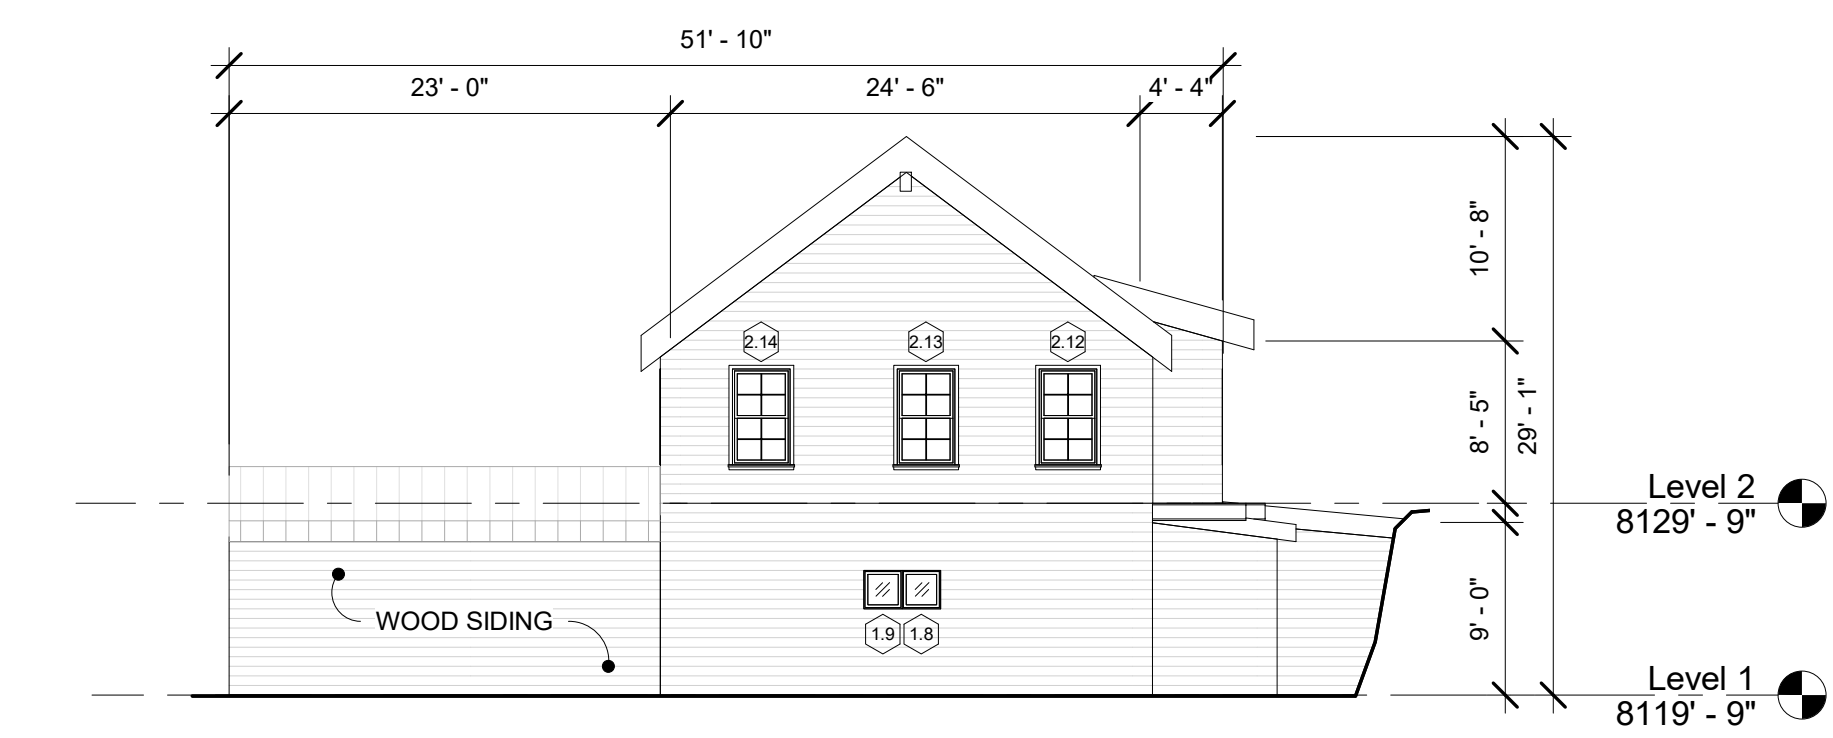 51' - 10"
23' - 0"
24' - 6"
4' - 4"
10' - 8"
2.14
2.13
2.12
8' - 5"
29' - 1"
Level 2
8129' - 9"
WOOD SIDING
1.9
1.8
9' - 0"
Level 1
8119' - 9"